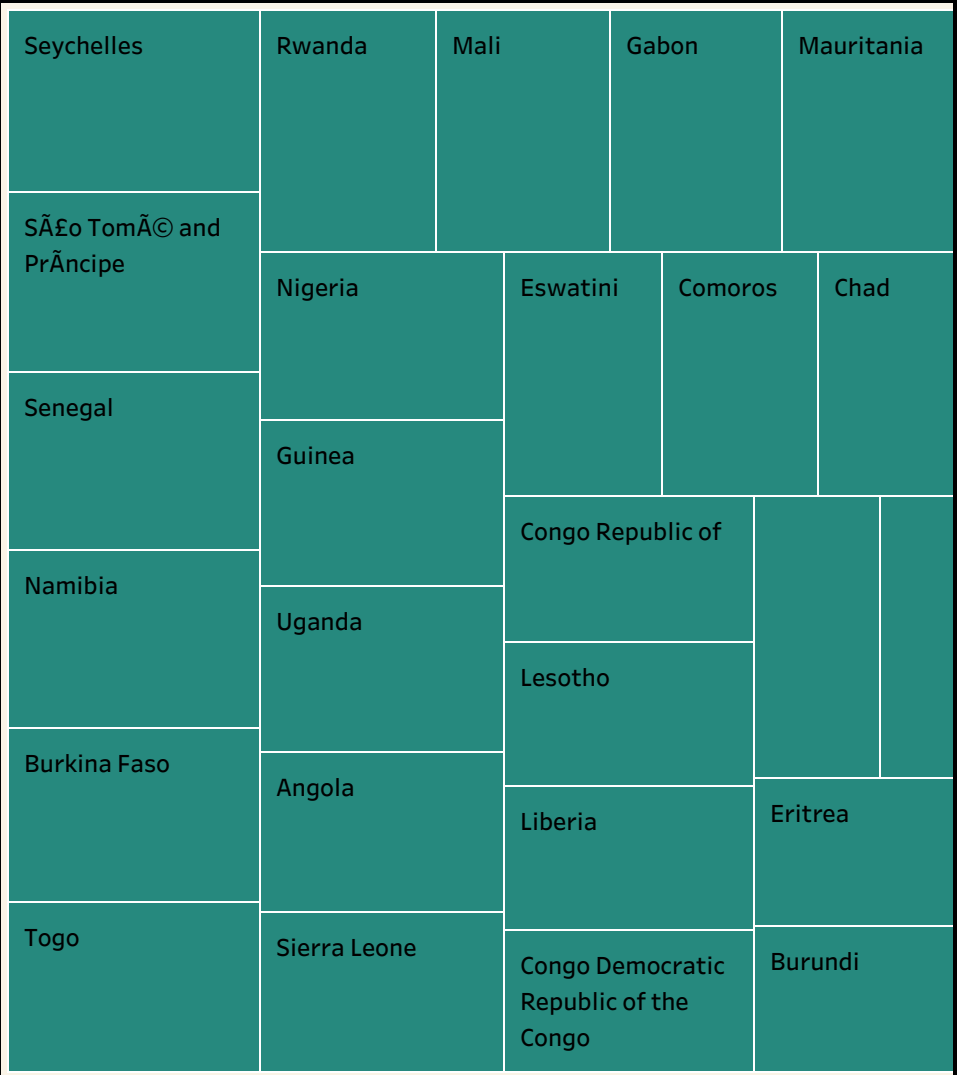 Seychelles
Rwanda
Mali
Gabon
Mauritania
SÃ£o TomÃ© and
PrÃncipe
Nigeria
Eswatini
Comoros
Chad
Senegal
Guinea
Congo Republic of
Namibia
Uganda
Lesotho
Burkina Faso
Angola
Liberia
Eritrea
Togo
Sierra Leone
Congo Democratic
Republic of the
Congo
Burundi